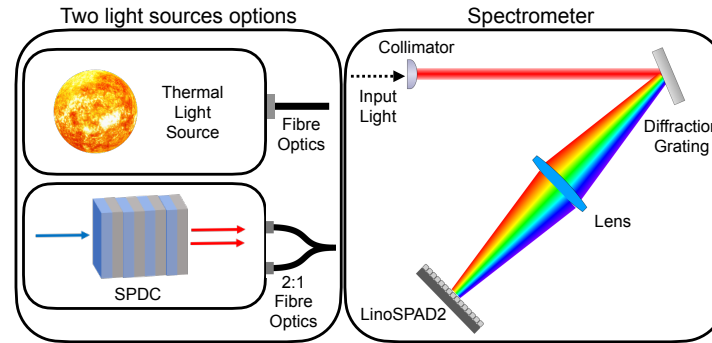 Two light sources options
Thermal
Light
Source
Fibre
Optics
SPDC
2:1
Fibre
Optics
Spectrometer
Collimator
Input
Light
Diffraction
Grating
Lens
LinoSPAD2